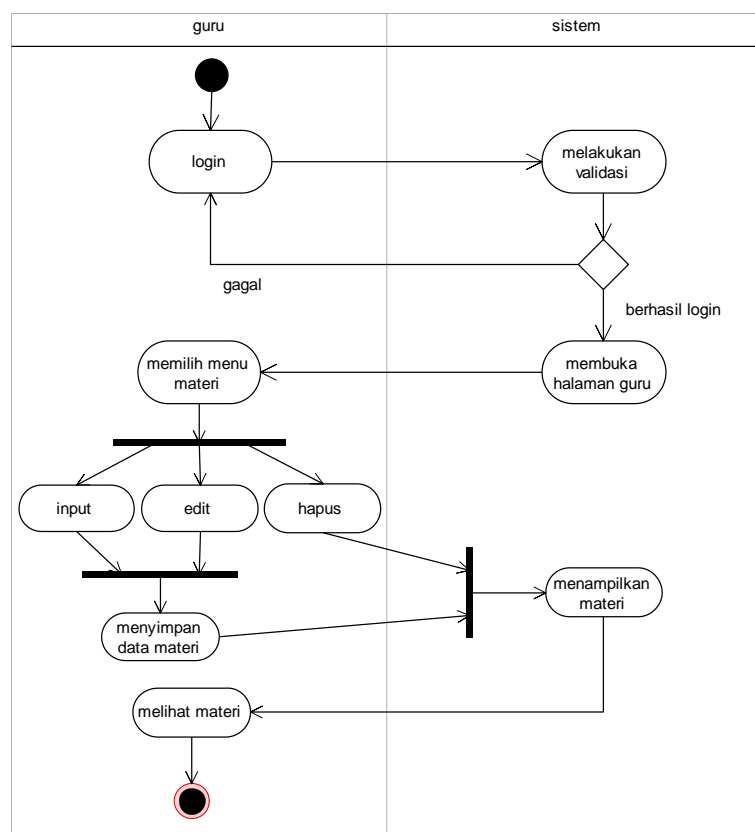 guru
sistem
login
melakukan
validasi
gagal
berhasil login
memilih menu
materi
membuka
halaman guru
input
edit
hapus
menampilkan
materi
menyimpan
data materi
melihat materi